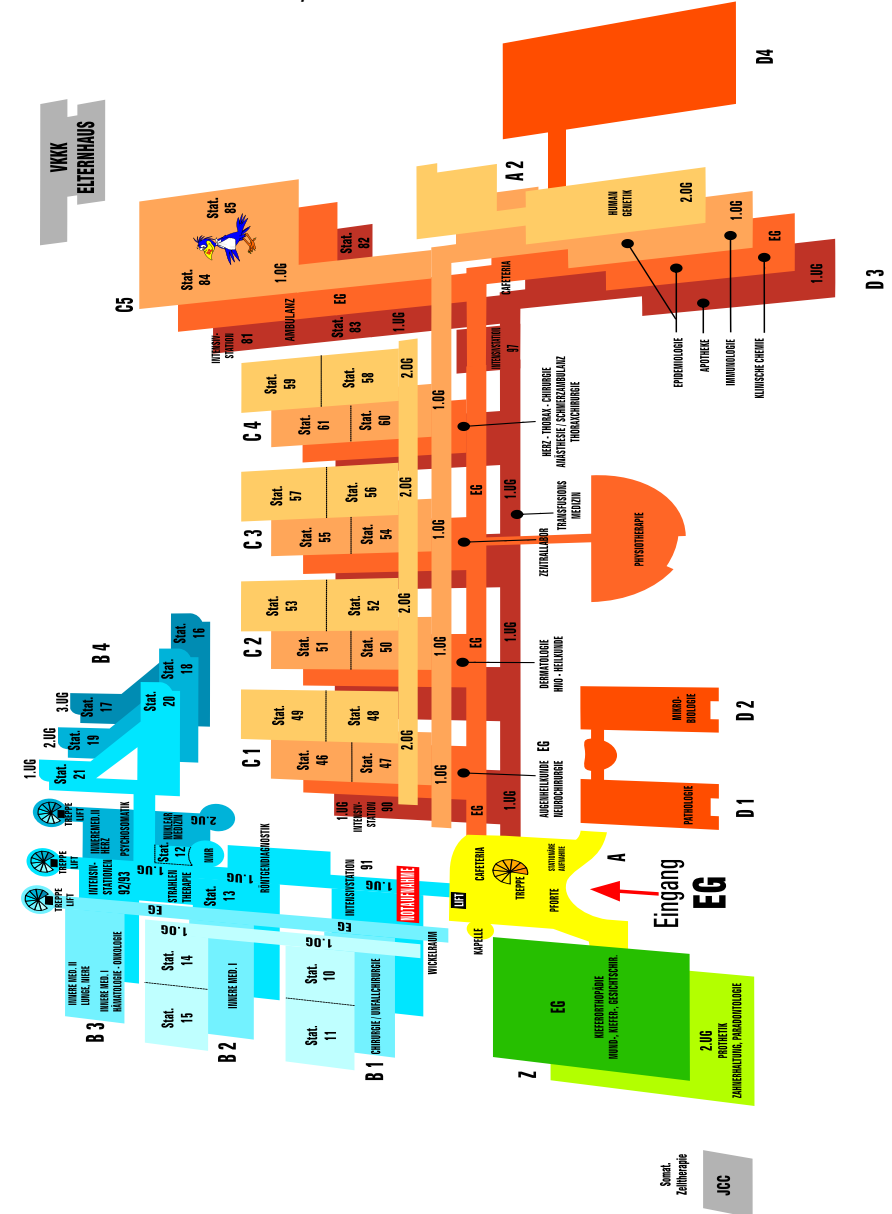 VKKK
ELTERNHAUS
D4
A 2
C5
Stat.
84
Stat.
85
1.OG
Stat.
82
EG
AMBULANZ
INTENSIV-
STATION
81
Stat.
83
1.UG
HUMAN
GENETIK
2.OG
1.OG
EG
1.UG
D 3
CAFETERIA
INTENSIVSTATION
97
EPIDEMIOLOGIE
APOTHEKE
IMMUNOLOGIE
KLINISCHE CHEMIE
C 4
Stat.
59
Stat.
58
2.OG
Stat.
61
Stat.
60
1.OG
HERZ - THORAX - CHIRURGIE
ANÄSTHESIE / SCHMERZAMBULANZ
THORAXCHIRURGIE
C 3
Stat.
57
Stat.
56
2.OG
Stat.
55
Stat.
54
1.OG
EG
1.UG
TRANSFUSIONS
MEDIZIN
ZENTRALLABOR
PHYSIOTHERAPIE
C 2
Stat.
53
Stat.
52
2.OG
Stat.
51
Stat.
50
1.OG
EG
1.UG
DERMATOLOGIE
HNO - HEILKUNDE
C 1
Stat.
49
Stat.
48
2.OG
Stat.
46
Stat.
47
1.OG
EG
1.UG
1.UG
INTENSIV-
STATION
90
AUGENHEILKUNDE
NEUROCHIRURGIE
EG
MIKRO-
BIOLOGIE
D 2
PATHOLOGIE
D 1
B 4
Stat.
16
Stat.
18
Stat.
20
3.UG
Stat.
17
2.UG
Stat.
19
1.UG
Stat.
21
TREPPE
LIFT
TREPPE
LIFT
TREPPE
LIFT
INNEREMED.II
HERZ
PSYCHOSOMATIK
Stat.
12
NUKLEAR
MEDIZIN
2.UG
NMR
INTENSIV-
STATIONEN
92/93
1.UG
STRAHLEN
THERAPIE
Stat.
13
1.UG
RÖNTGENDIAGNOSTIK
INTENSIVSTATION
91
1.UG
NOTAUFNAHME
EG
EG
WICKELRAUM
INNERE MED. II
LUNGE, NIERE
INNERE MED. I
HÄMATOLOGIE - ONKOLOGIE
B 3
1.OG
Stat.
14
Stat.
15
INNERE MED. I
B 2
1.OG
Stat.
10
Stat.
11
CHIRURGIE / UNFALLCHIRURGIE
B 1
LIFT
CAFETERIA
TREPPE
STATIONÄRE
AUFNAHME
PFORTE
KAPELLE
A
Eingang
EG
EG
KIEFERORTHOPÄDIE
MUND-, KIEFER-, GESICHTSCHIR.
2.UG
PROTHETIK
ZAHNERHALTUNG, PARADONTOLOGIE
Z
Somat.
Zelltherapie
JCC